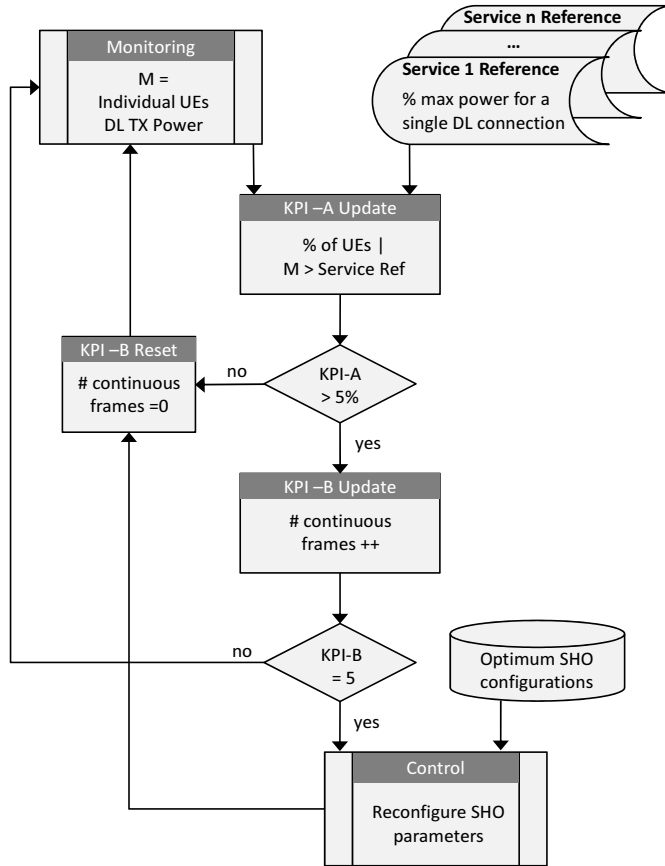 Monitoring
M =
Individual UEs
DL TX Power
Service n Reference
...
Service 1 Reference
% max power for a
single DL connection
KPI –A Update
% of UEs |
M > Service Ref
KPI –B Reset
# continuous
frames =0
no
KPI-A
> 5%
yes
KPI –B Update
# continuous
frames ++
no
KPI-B
= 5
Optimum SHO
configurations
yes
Control
Reconfigure SHO
parameters